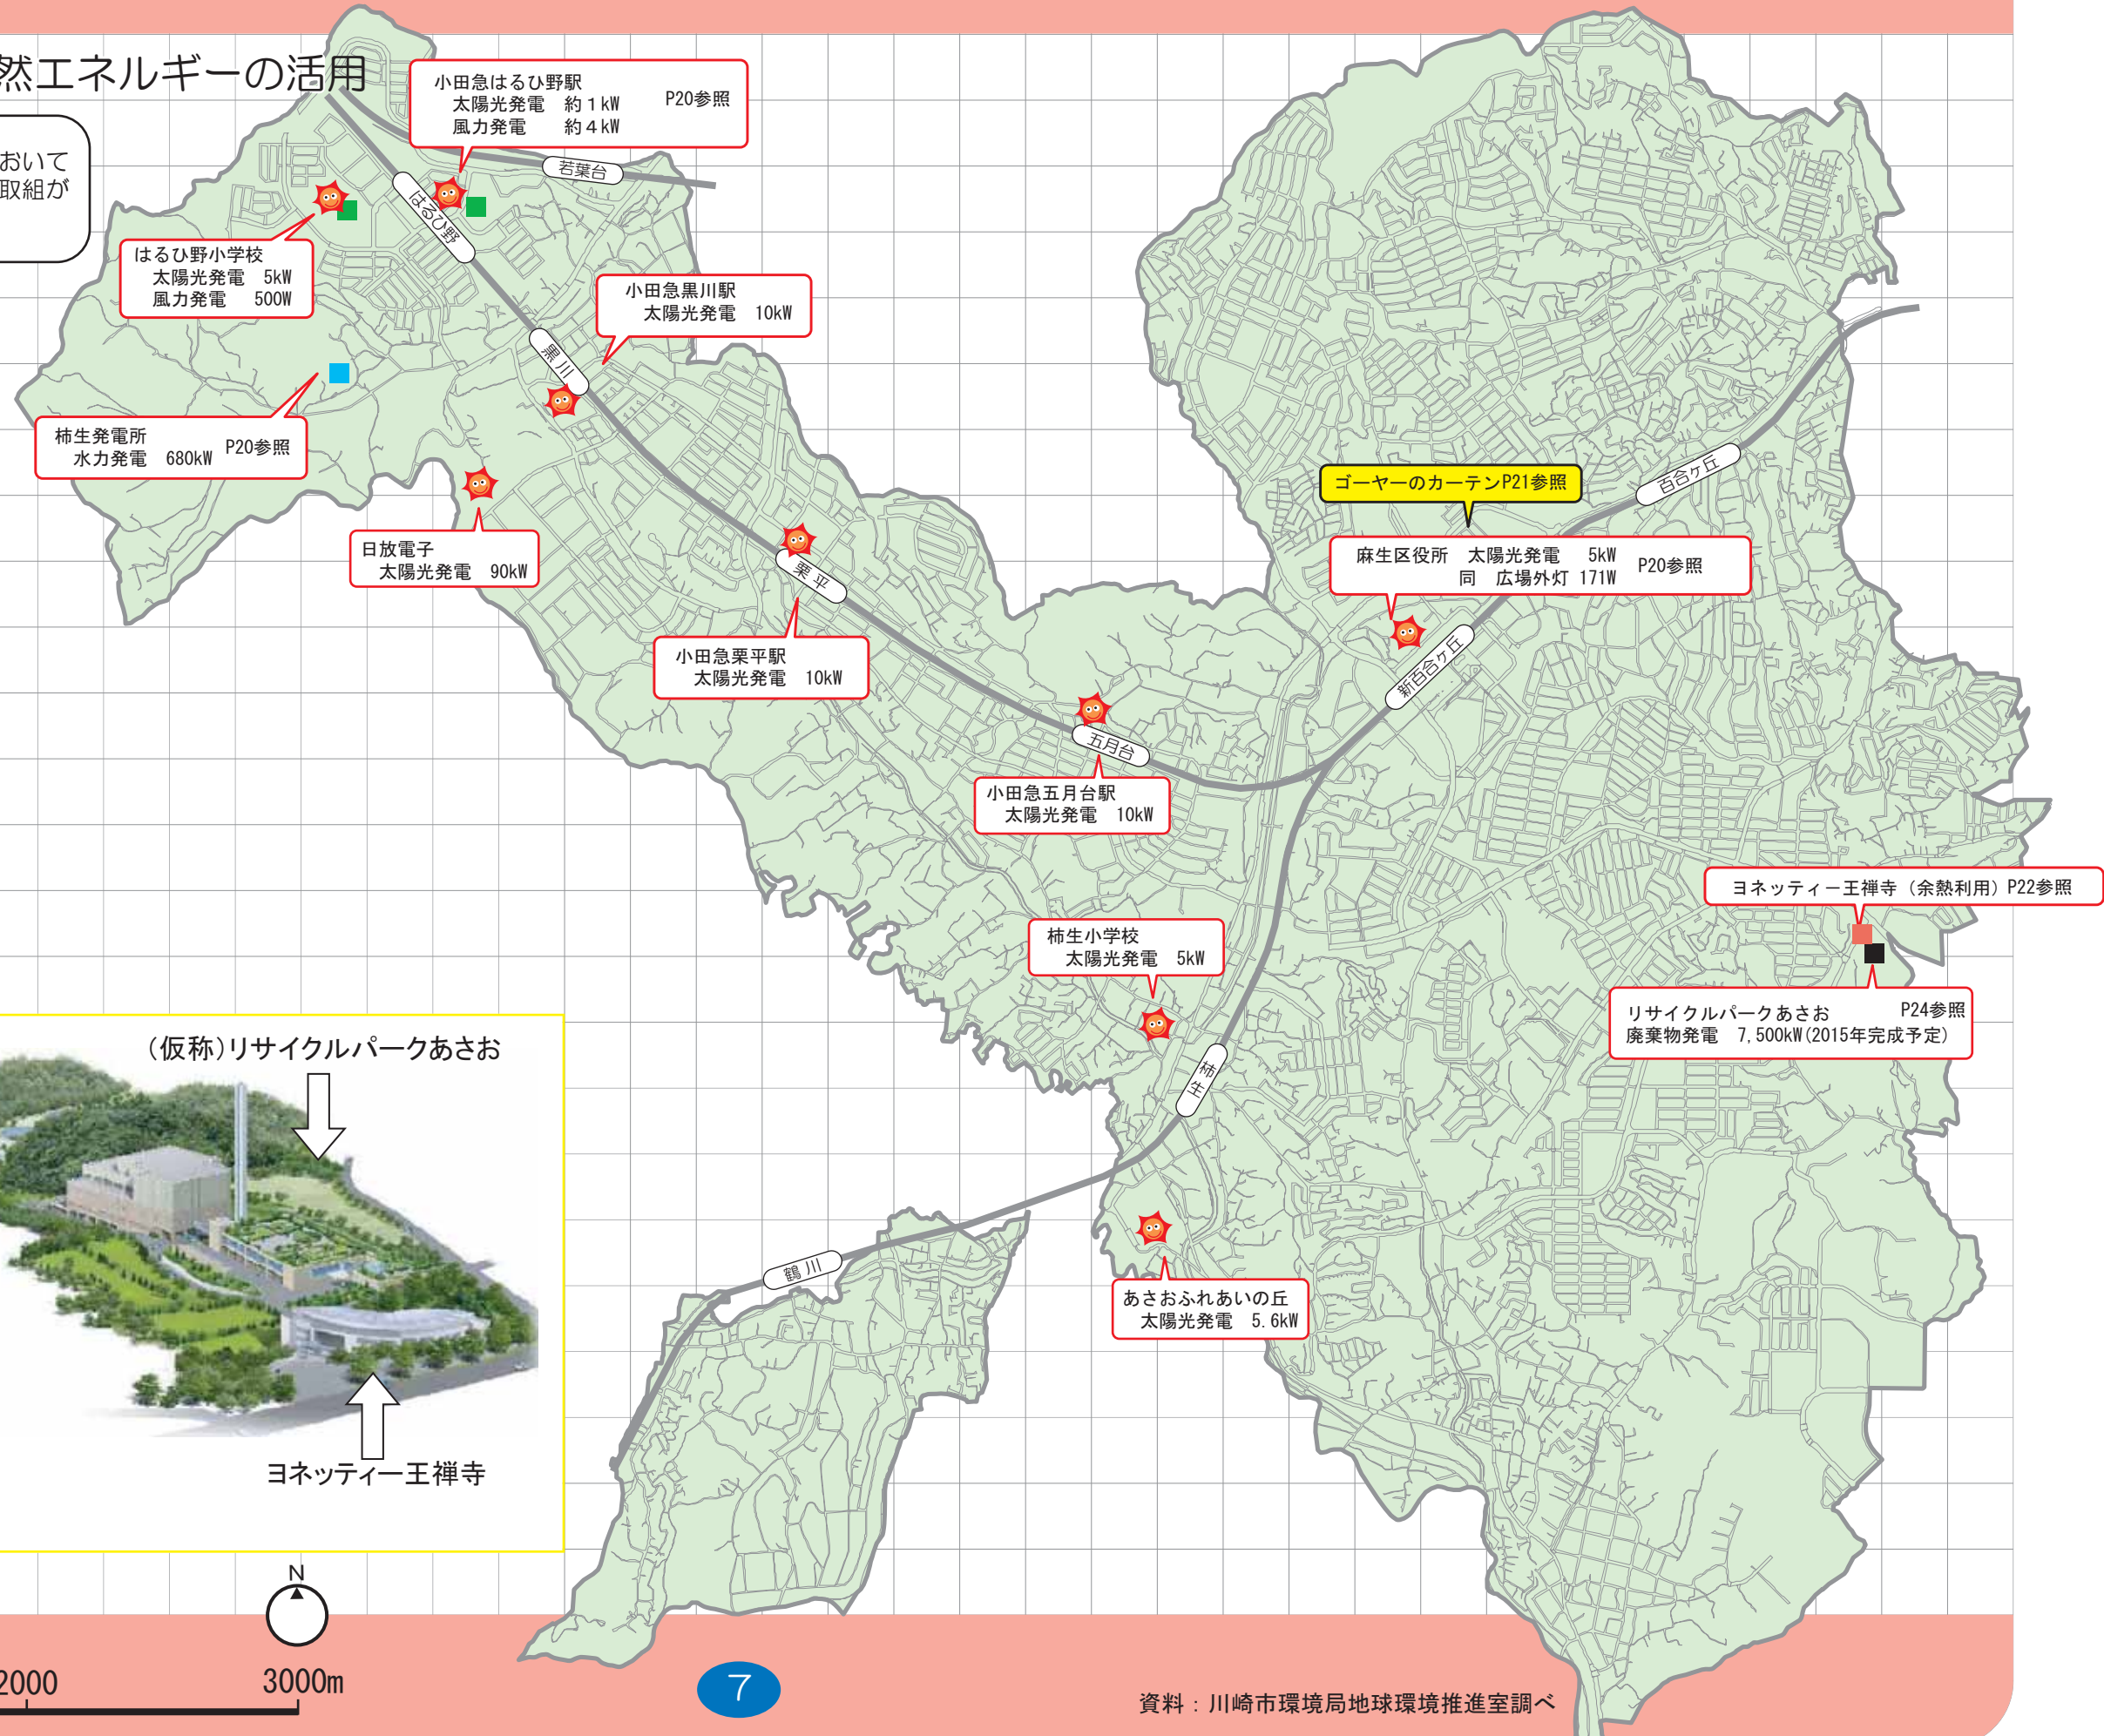 然エネルギーの活用
おいて
取組が
小田急はるひ野駅
太陽光発電 約1kW P20参照
風力発電 約4kW
若葉台
はるひ野
はるひ野小学校
太陽光発電 5kW
風力発電 500W
小田急黒川駅
太陽光発電 10kW
黒川
柿生発電所
水力発電 680kW P20参照
日放電子
太陽光発電 90kW
栗平
小田急栗平駅
太陽光発電 10kW
百合ヶ丘
ゴーヤーのカーテンP21参照
麻生区役所 太陽光発電 5kW
同 広場外灯 171W P20参照
新百合ヶ丘
五月台
小田急五月台駅
太陽光発電 10kW
ヨネッティー王禅寺(余熱利用)P22参照
柿生小学校
太陽光発電 5kW
リサイクルパークあさお P24参照
廃棄物発電 7,500kW(2015年完成予定)
柿生
(仮称)リサイクルパークあさお
鶴川
あさおふれあいの丘
太陽光発電 5.6kW
ヨネッティー王禅寺
N
2000 3000m
7
資料:川崎市環境局地球環境推進室調べ